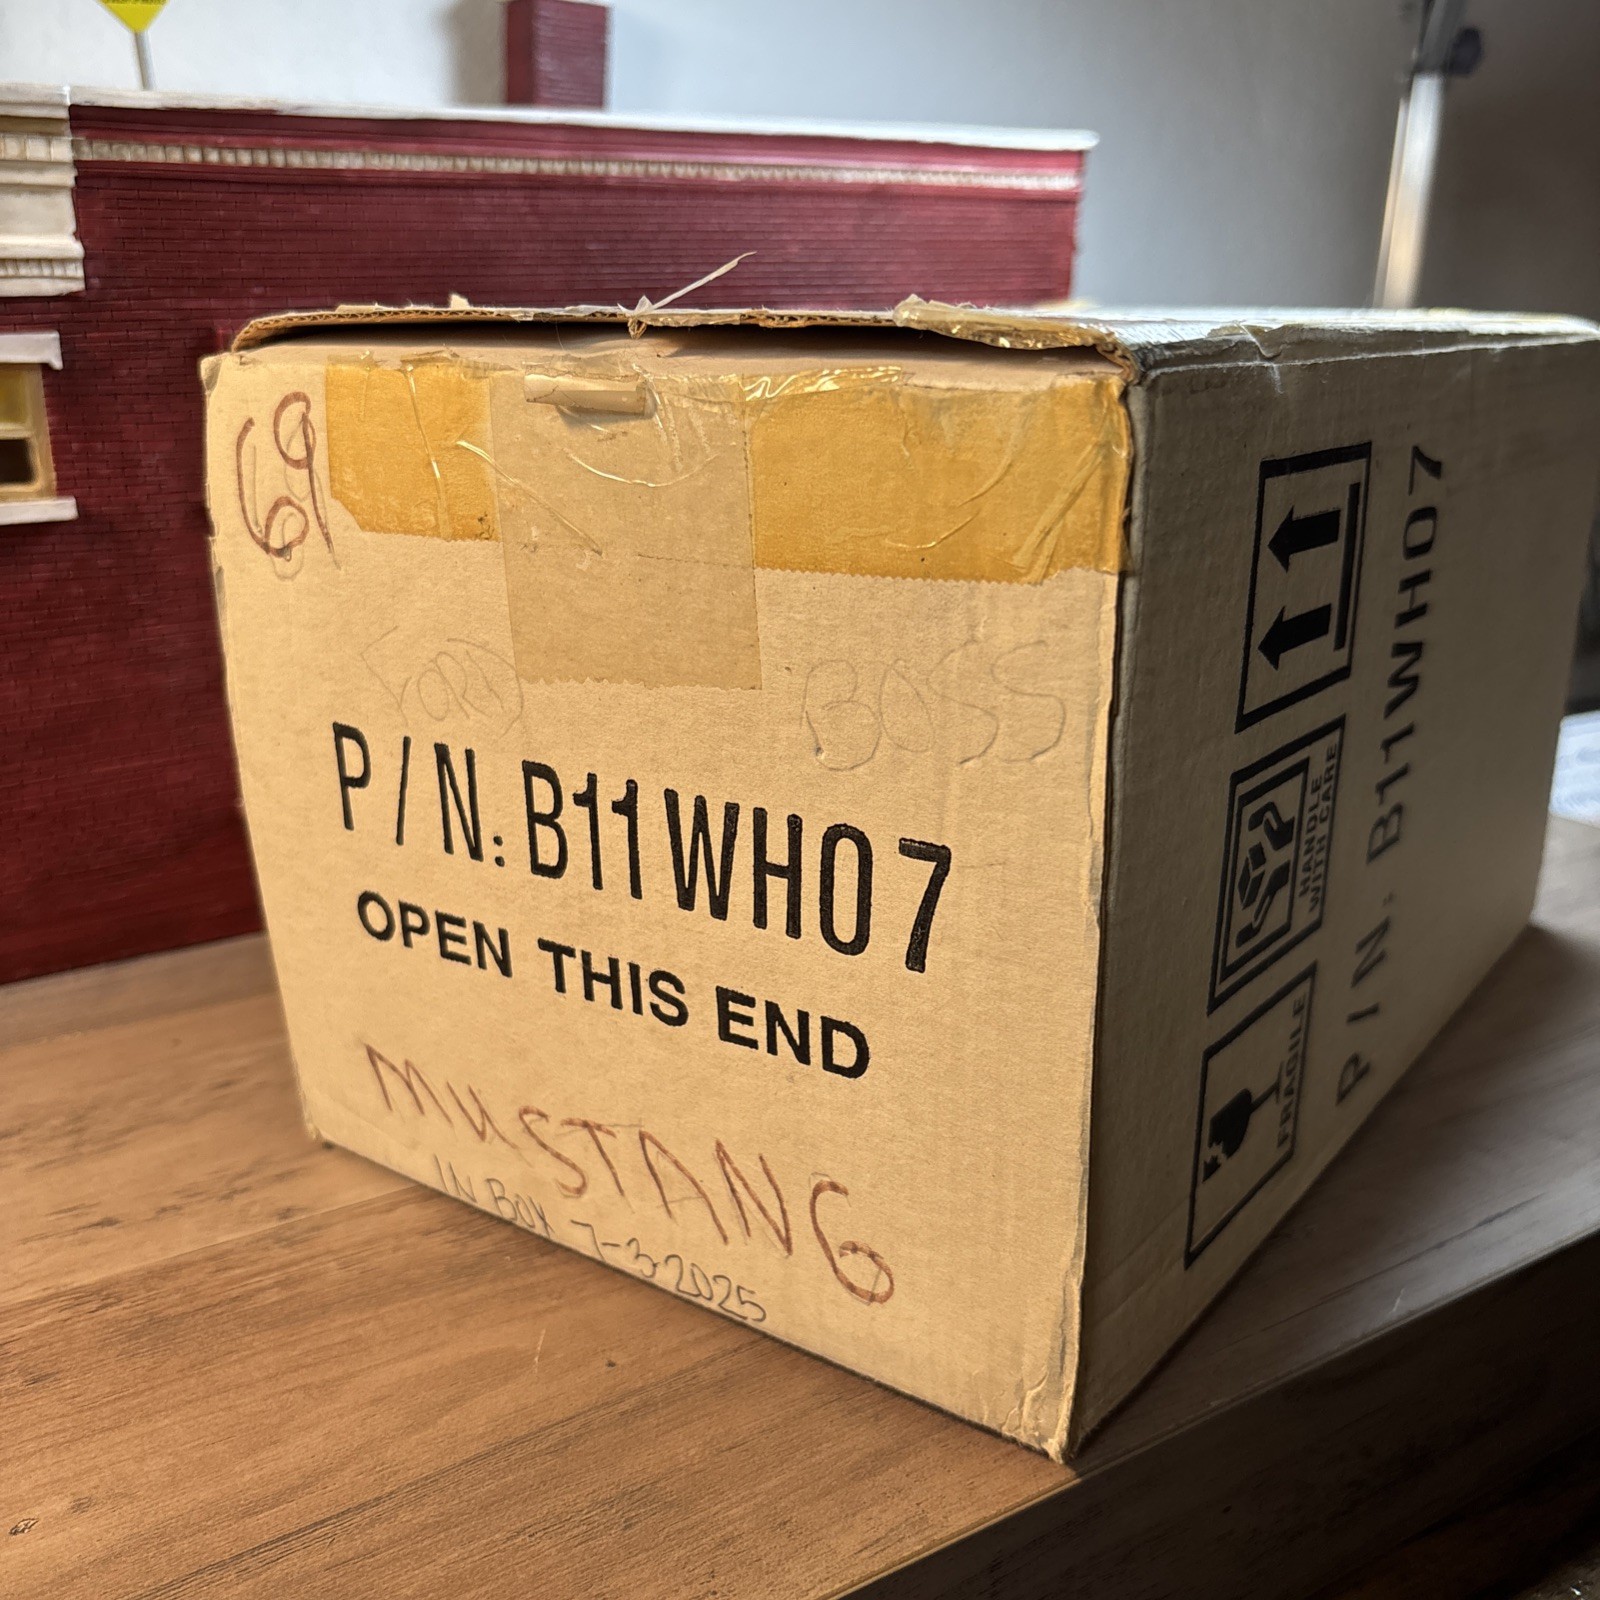 69
FORD BOSS
P/N: B11WH07
OPEN THIS END
MUSTANG
IN BOX 7-3-2025
HANDLE
WITH CARE
FRAGILE
P/N: B11WH07